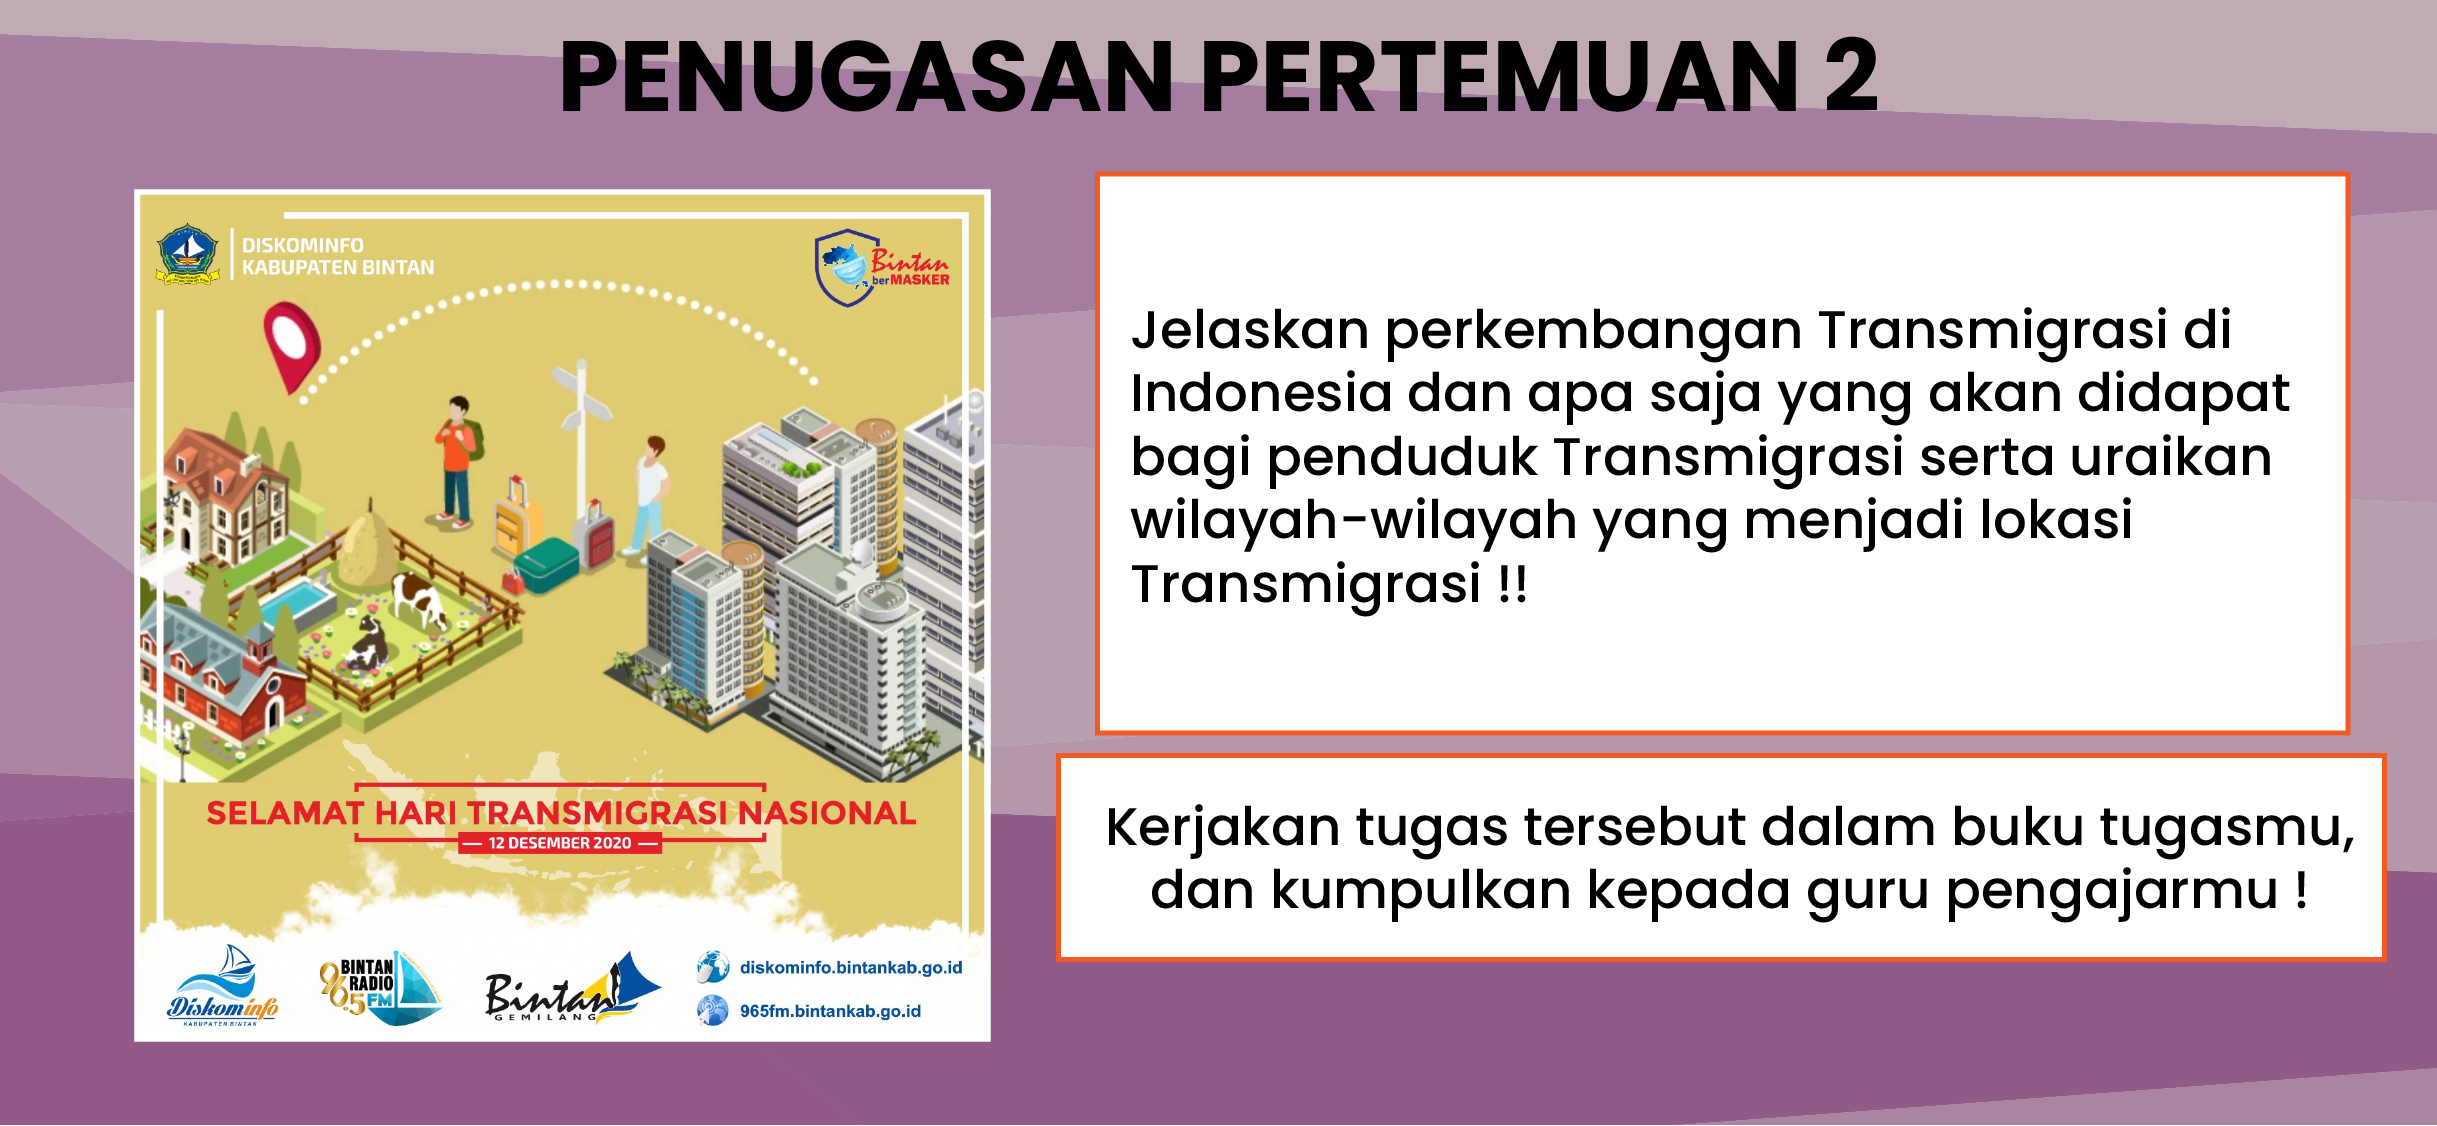 PENUGASAN PERTEMUAN 2
DISKOMINFO
KABUPATEN BINTAN
Bintan
berMASKER
SELAMAT HARI TRANSMIGRASI NASIONAL
— 12 DESEMBER 2020 —
Diskominfo
KABUPATEN BINTAN
96.5 FM
BINTAN
RADIO
Bintan
GEMILANG
diskominfo.bintankab.go.id
965fm.bintankab.go.id
Jelaskan perkembangan Transmigrasi di
Indonesia dan apa saja yang akan didapat
bagi penduduk Transmigrasi serta uraikan
wilayah-wilayah yang menjadi lokasi
Transmigrasi !!
Kerjakan tugas tersebut dalam buku tugasmu,
dan kumpulkan kepada guru pengajarmu !